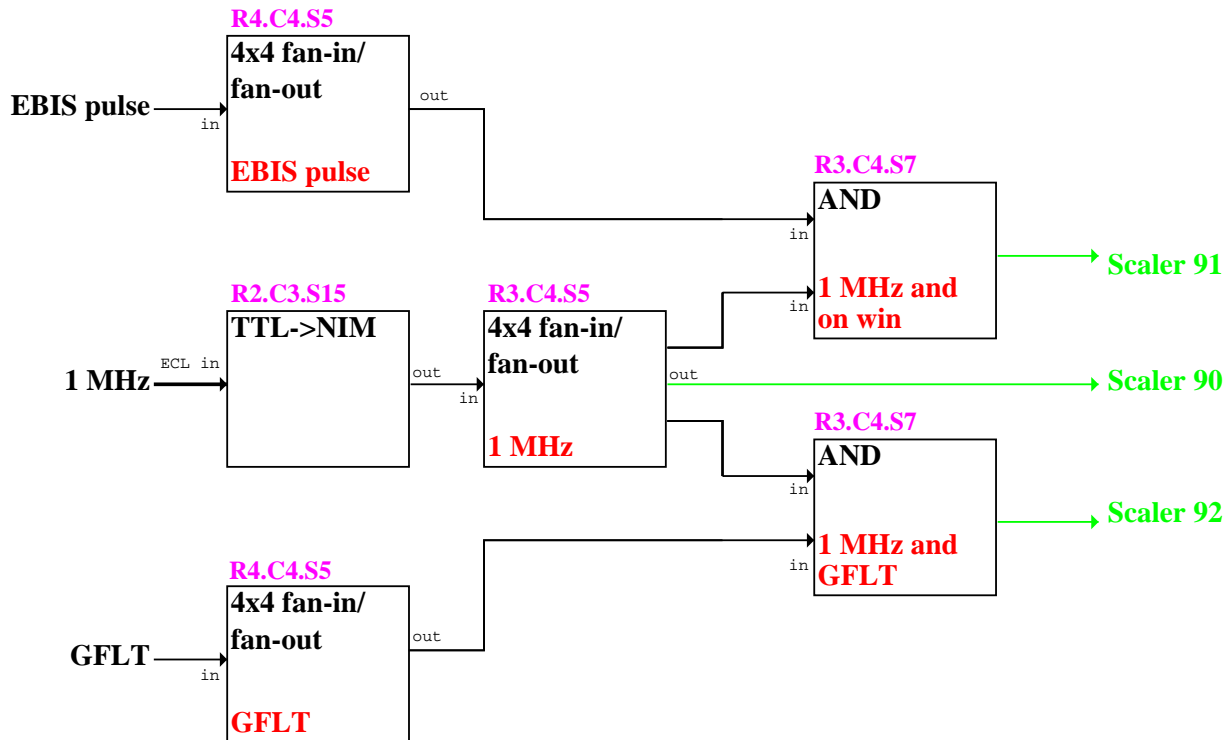 R4.C4.S5
4x4 fan-in/
fan-out
EBIS pulse
in
out
EBIS pulse
R3.C4.S7
AND
in
in
1 MHz and
on win
Scaler 91
R2.C3.S15
TTL->NIM
1 MHz
ECL in
out
R3.C4.S5
4x4 fan-in/
fan-out
in
out
1 MHz
Scaler 90
R3.C4.S7
AND
in
in
1 MHz and
GFLT
Scaler 92
R4.C4.S5
4x4 fan-in/
fan-out
GFLT
in
out
GFLT